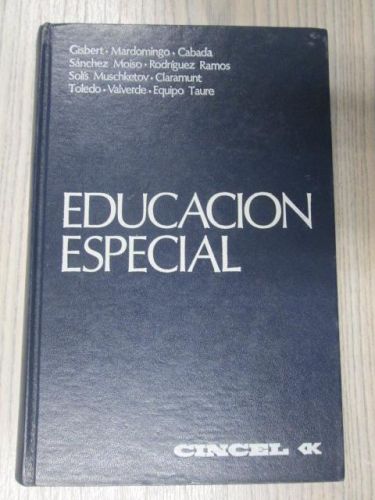 Gisbert • Mardomingo • Cabada
Sánchez Moiso • Rodríguez Ramos
Solís Muschketov • Claramunt
Toledo • Valverde • Equipo Taure
EDUCACION
ESPECIAL
CINCEL K